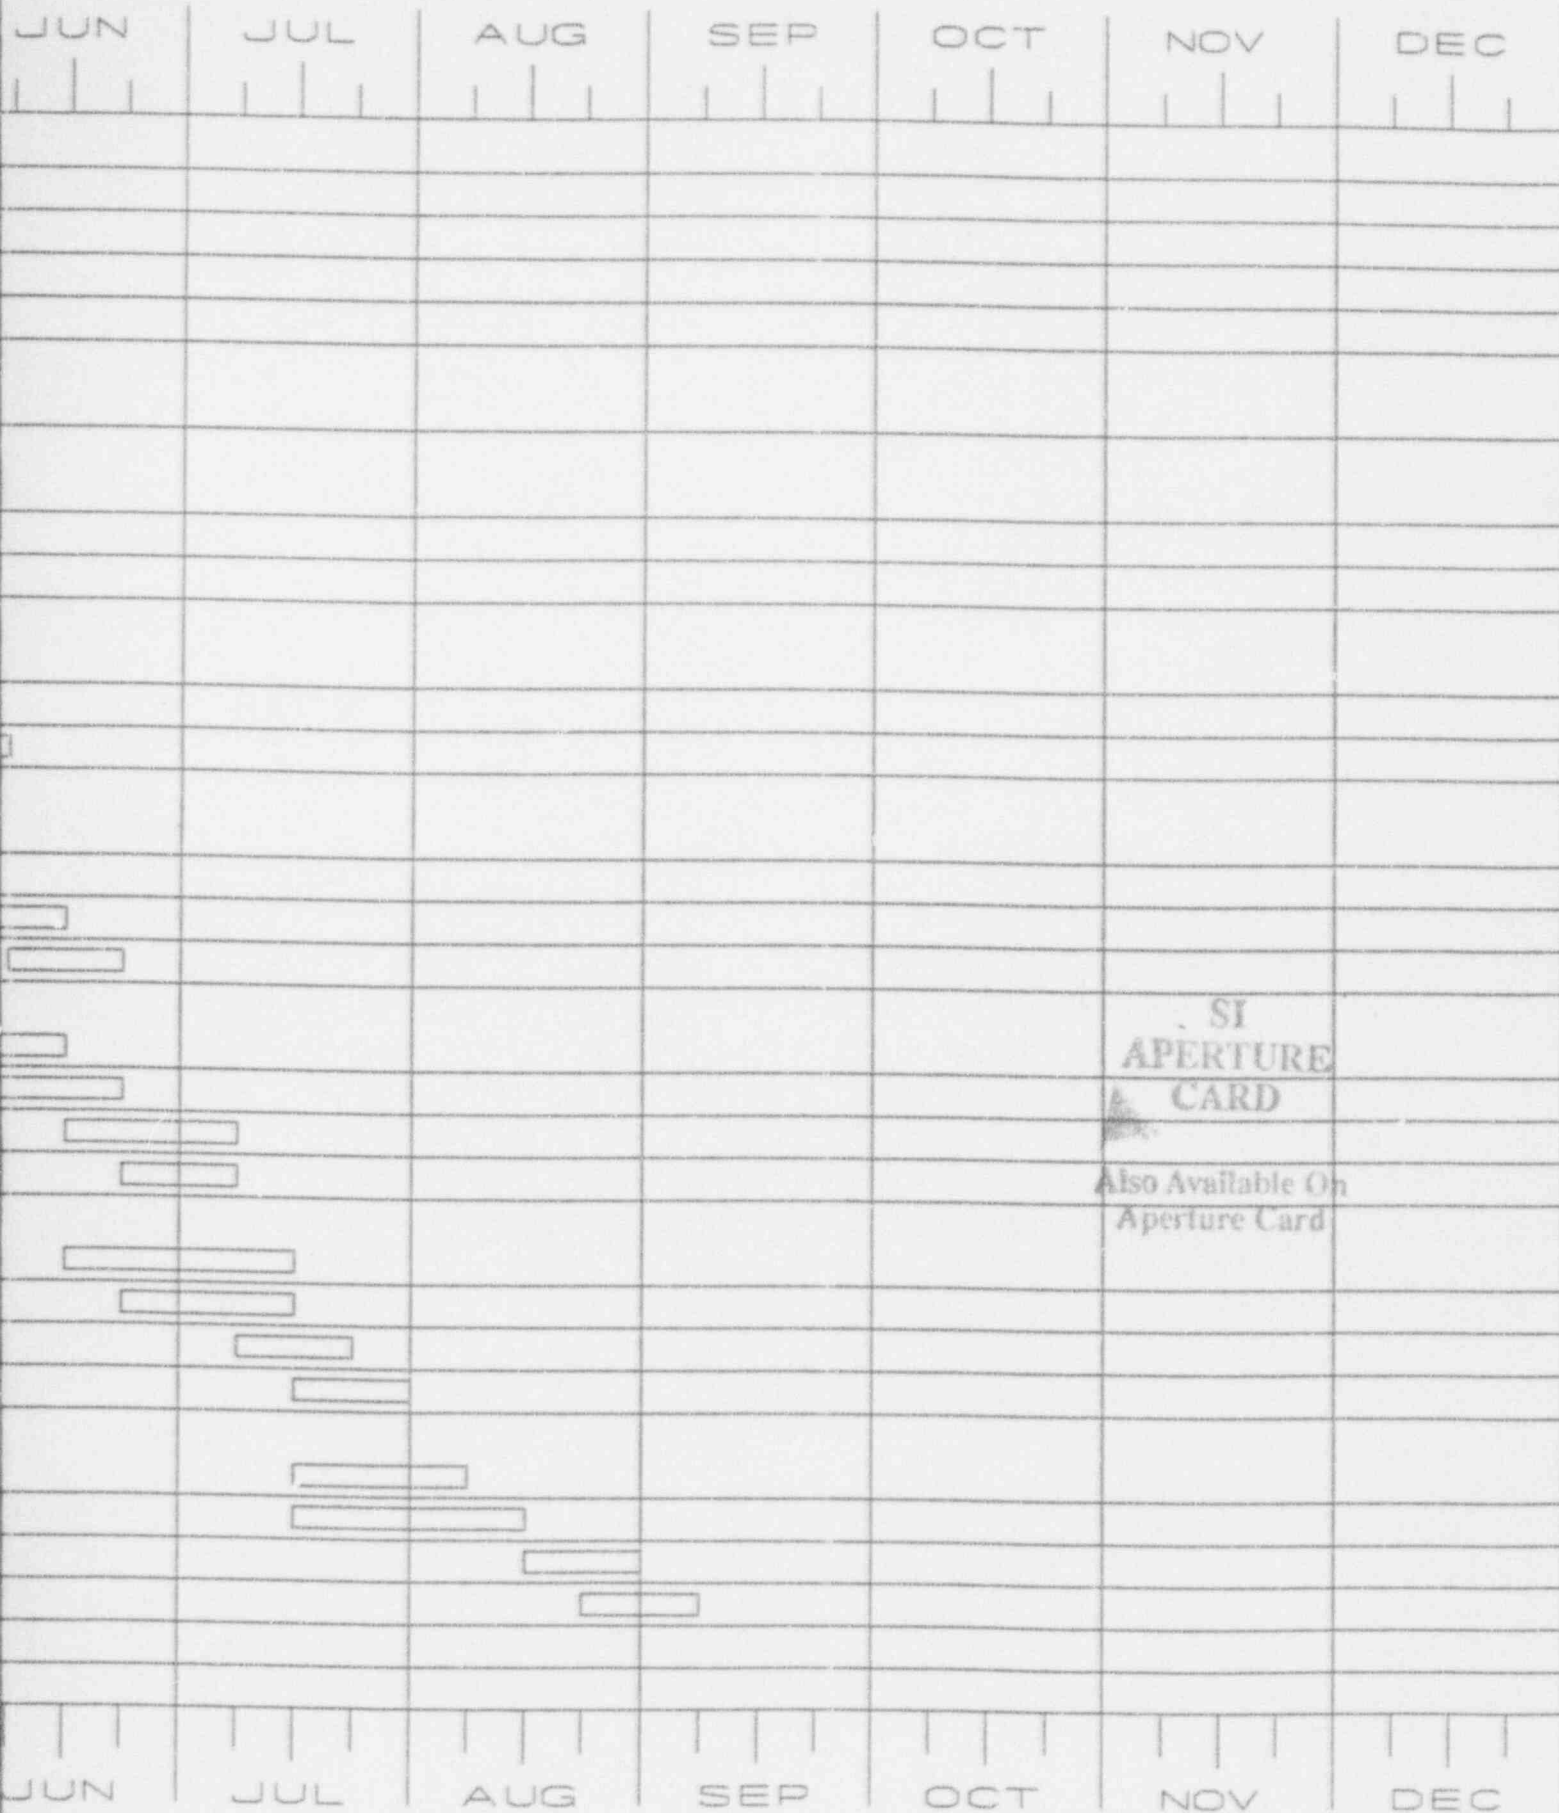 JUN JUL AUG SEP OCT NOV DEC
SI
APERTURE
CARD
Also Available On
Aperture Card
JUN JUL AUG SEP OCT NOV DEC